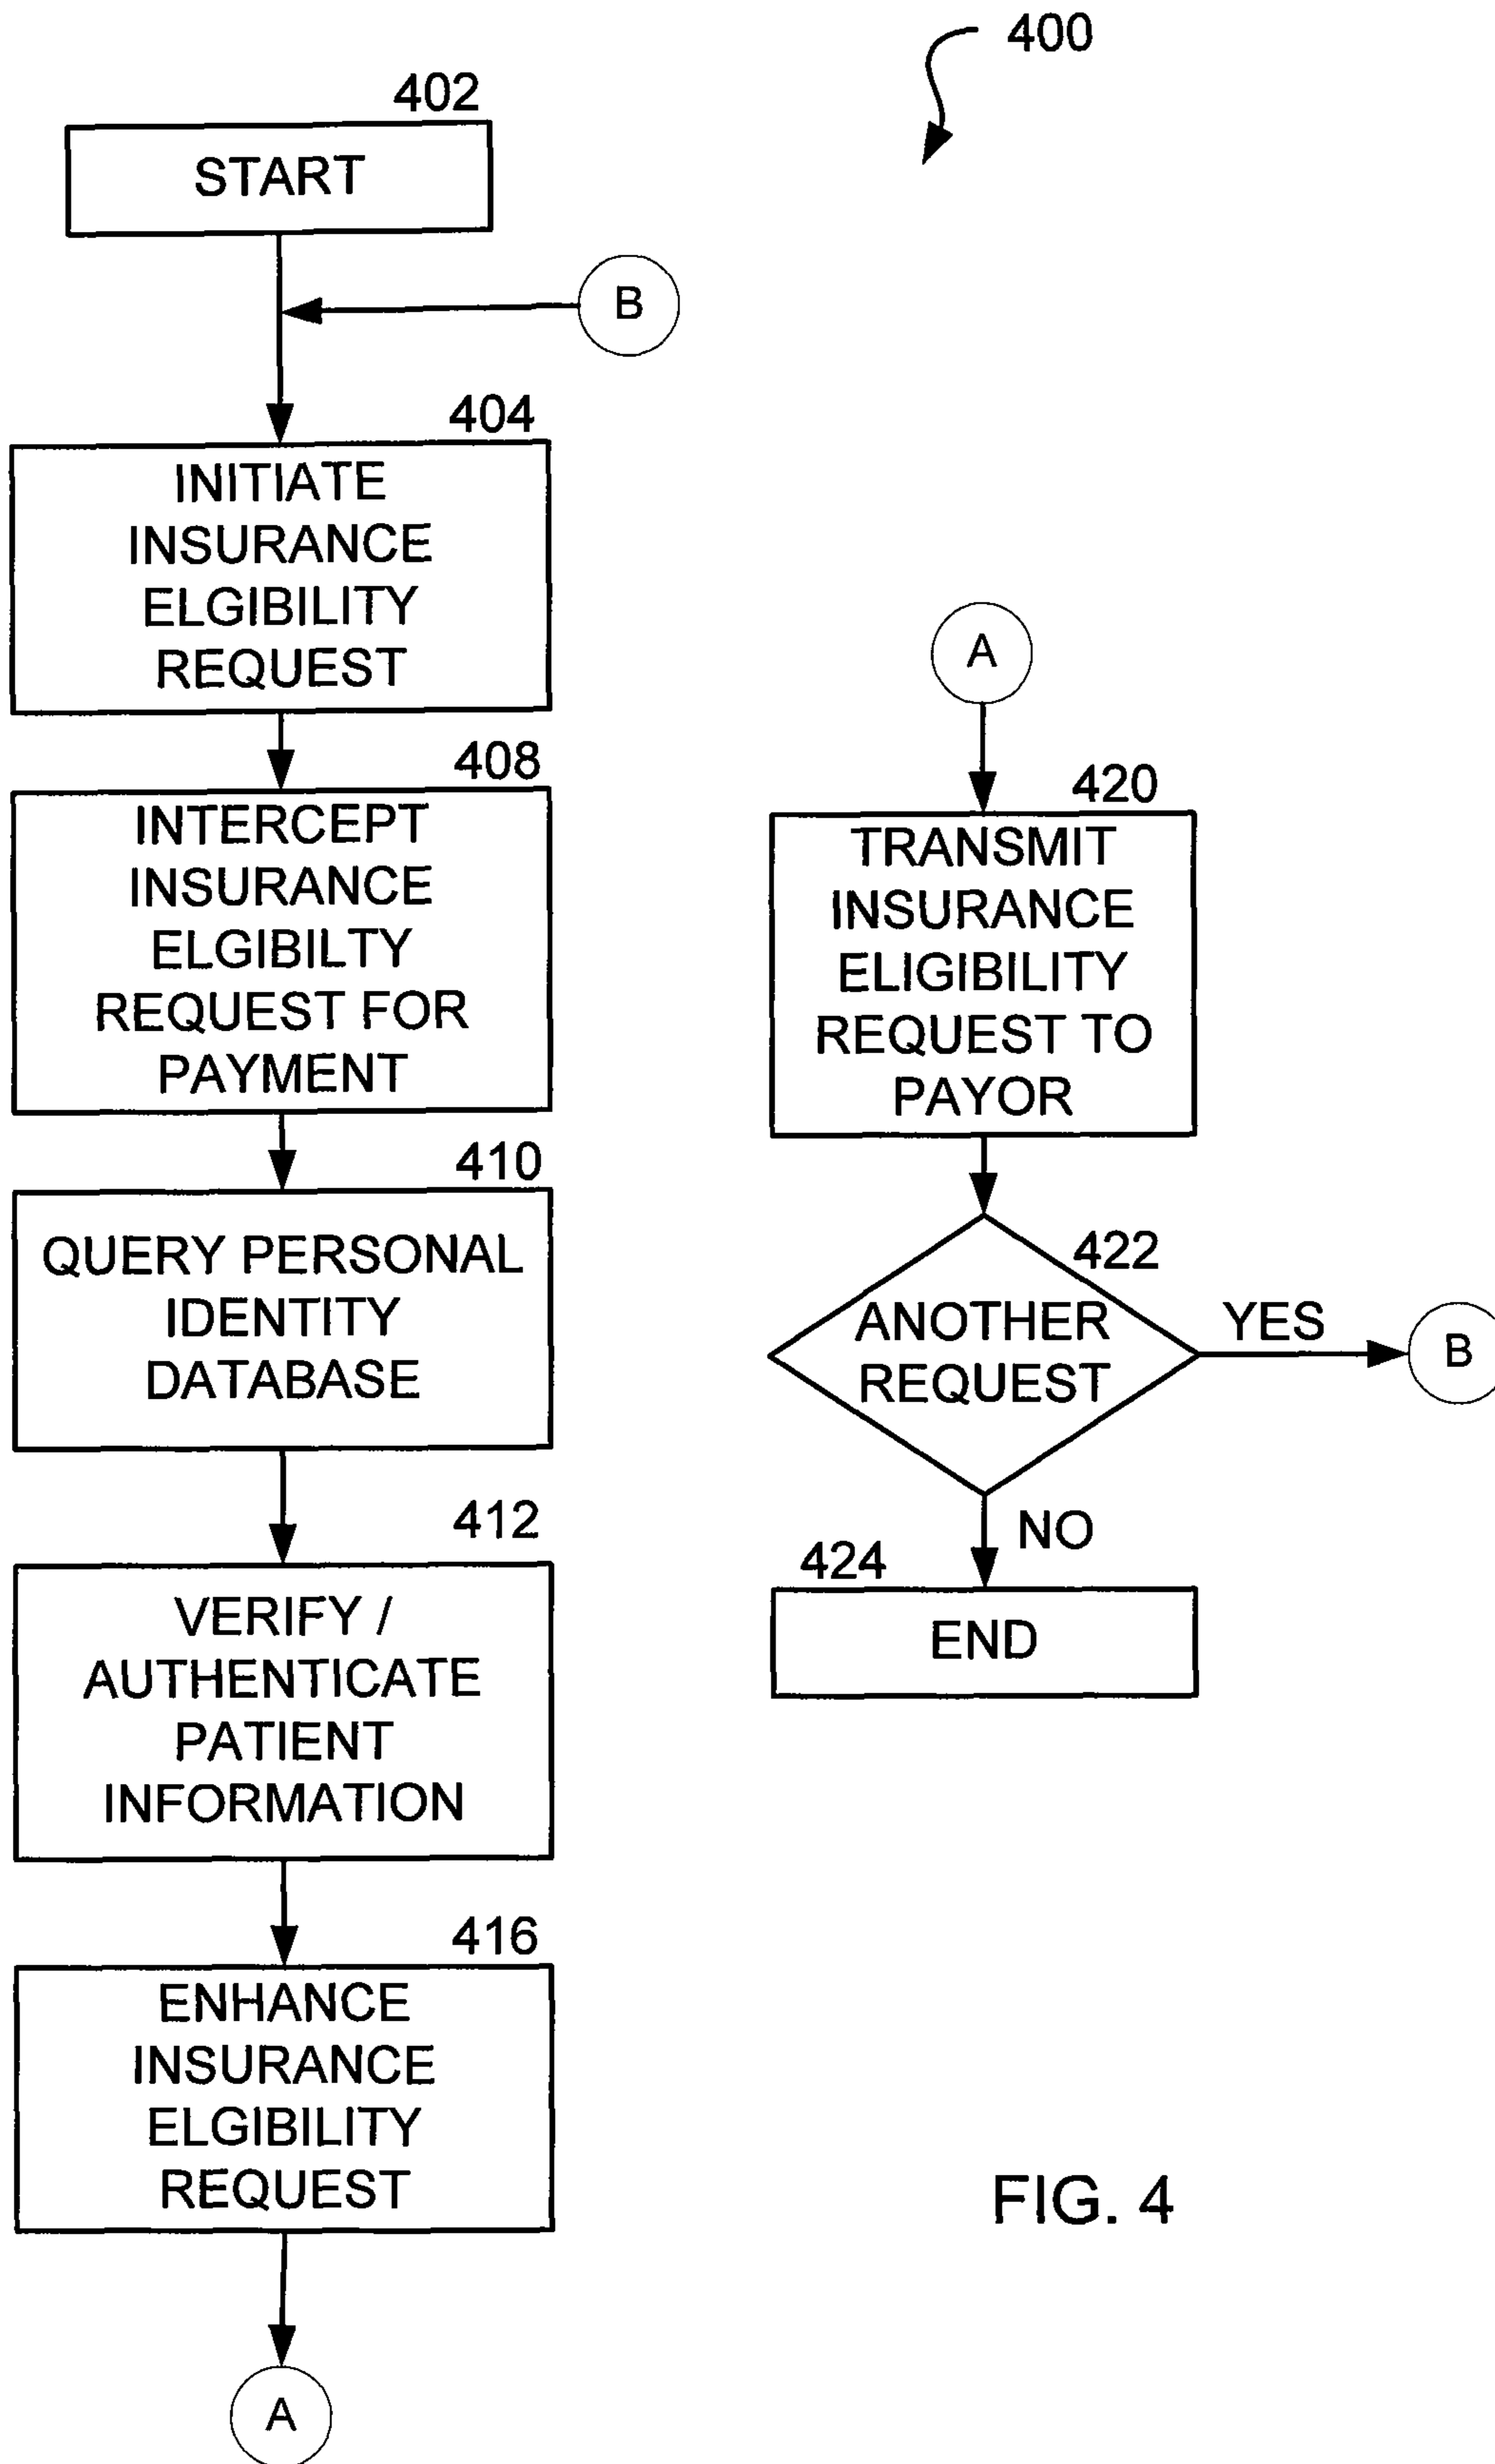 400
402
START
B
404
INITIATE
INSURANCE
ELGIBILITY
REQUEST
408
INTERCEPT
INSURANCE
ELGIBILTY
REQUEST FOR
PAYMENT
410
QUERY PERSONAL
IDENTITY
DATABASE
412
VERIFY /
AUTHENTICATE
PATIENT
INFORMATION
416
ENHANCE
INSURANCE
ELGIBILITY
REQUEST
A
A
420
TRANSMIT
INSURANCE
ELIGIBILITY
REQUEST TO
PAYOR
422
ANOTHER
REQUEST
YES
B
NO
424
END
FIG. 4